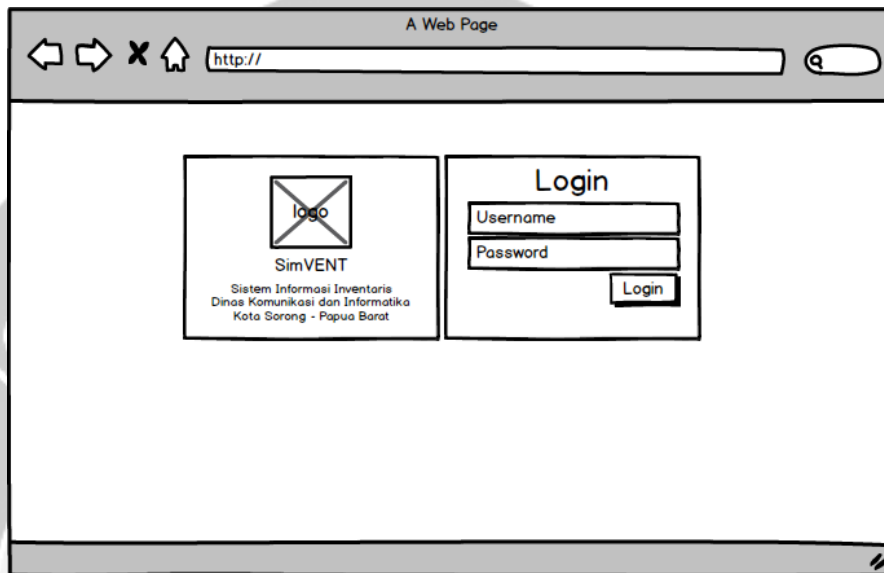 A Web Page
http://
logo
SimVENT
Sistem Informasi Inventaris
Dinas Komunikasi dan Informatika
Kota Sorong - Papua Barat
Login
Username
Password
Login